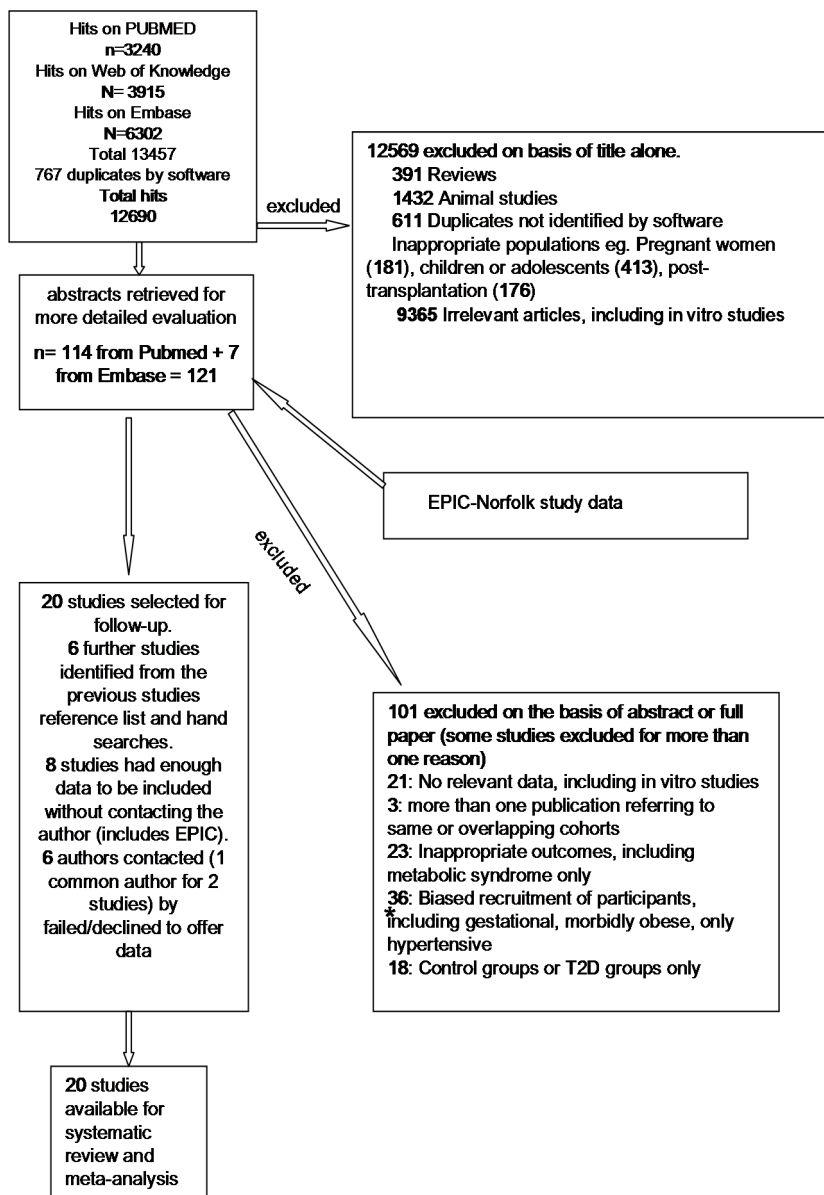 Hits on PUBMED
n=3240
Hits on Web of Knowledge
N= 3915
Hits on Embase
N=6302
Total 13457
767 duplicates by software
Total hits
12690
excluded
12569 excluded on basis of title alone.
391 Reviews
1432 Animal studies
611 Duplicates not identified by software
Inappropriate populations eg. Pregnant women
(181), children or adolescents (413), post-
transplantation (176)
9365 Irrelevant articles, including in vitro studies
abstracts retrieved for
more detailed evaluation
n= 114 from Pubmed + 7
from Embase = 121
EPIC-Norfolk study data
excluded
20 studies selected for
follow-up.
6 further studies
identified from the
previous studies
reference list and hand
searches.
8 studies had enough
data to be included
without contacting the
author (includes EPIC).
6 authors contacted (1
common author for 2
studies) by
failed/declined to offer
data
101 excluded on the basis of abstract or full
paper (some studies excluded for more than
one reason)
21: No relevant data, including in vitro studies
3: more than one publication referring to
same or overlapping cohorts
23: Inappropriate outcomes, including
metabolic syndrome only
36: Biased recruitment of participants,
*including gestational, morbidly obese, only
hypertensive
18: Control groups or T2D groups only
20 studies
available for
systematic
review and
meta-analysis